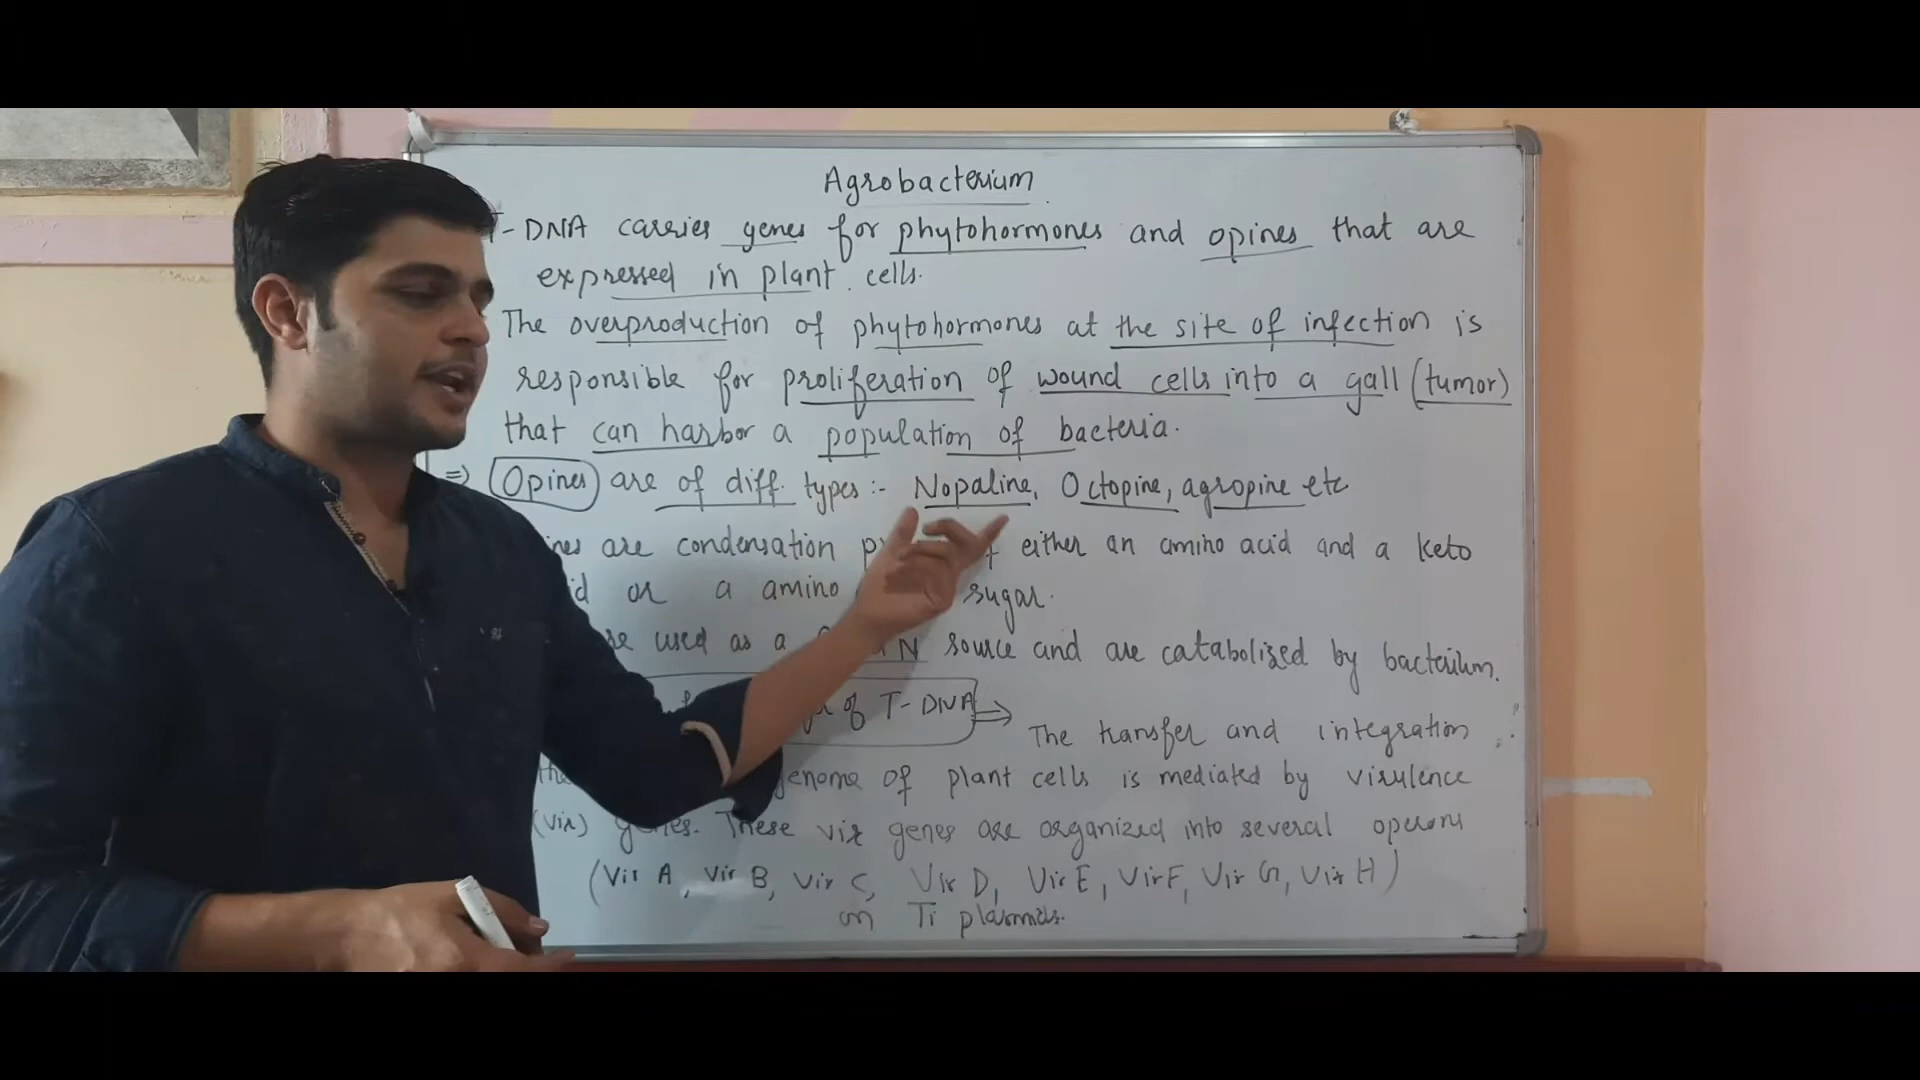 Agrobacterium
T-DNA carries genes for phytohormones and opines that are
expressed in plant cells.
The overproduction of phytohormones at the site of infection is
responsible for proliferation of wound cells into a gall (tumor)
that can harbor a population of bacteria.
⇒ Opines are of diff. types :- Nopaline, Octopine, agropine etc
are condensation either an amino acid and a keto
or a amino sugar.
used as a N source and are catabolized by bacterium.
of T-DNA ⇒ The transfer and integration
genome of plant cells is mediated by virulence
(vir) genes. These vir genes are organized into several operons
(Vir A, Vir B, Vir C, Vir D, Vir E, Vir F, Vir G, Vir H)
on Ti plasmids.